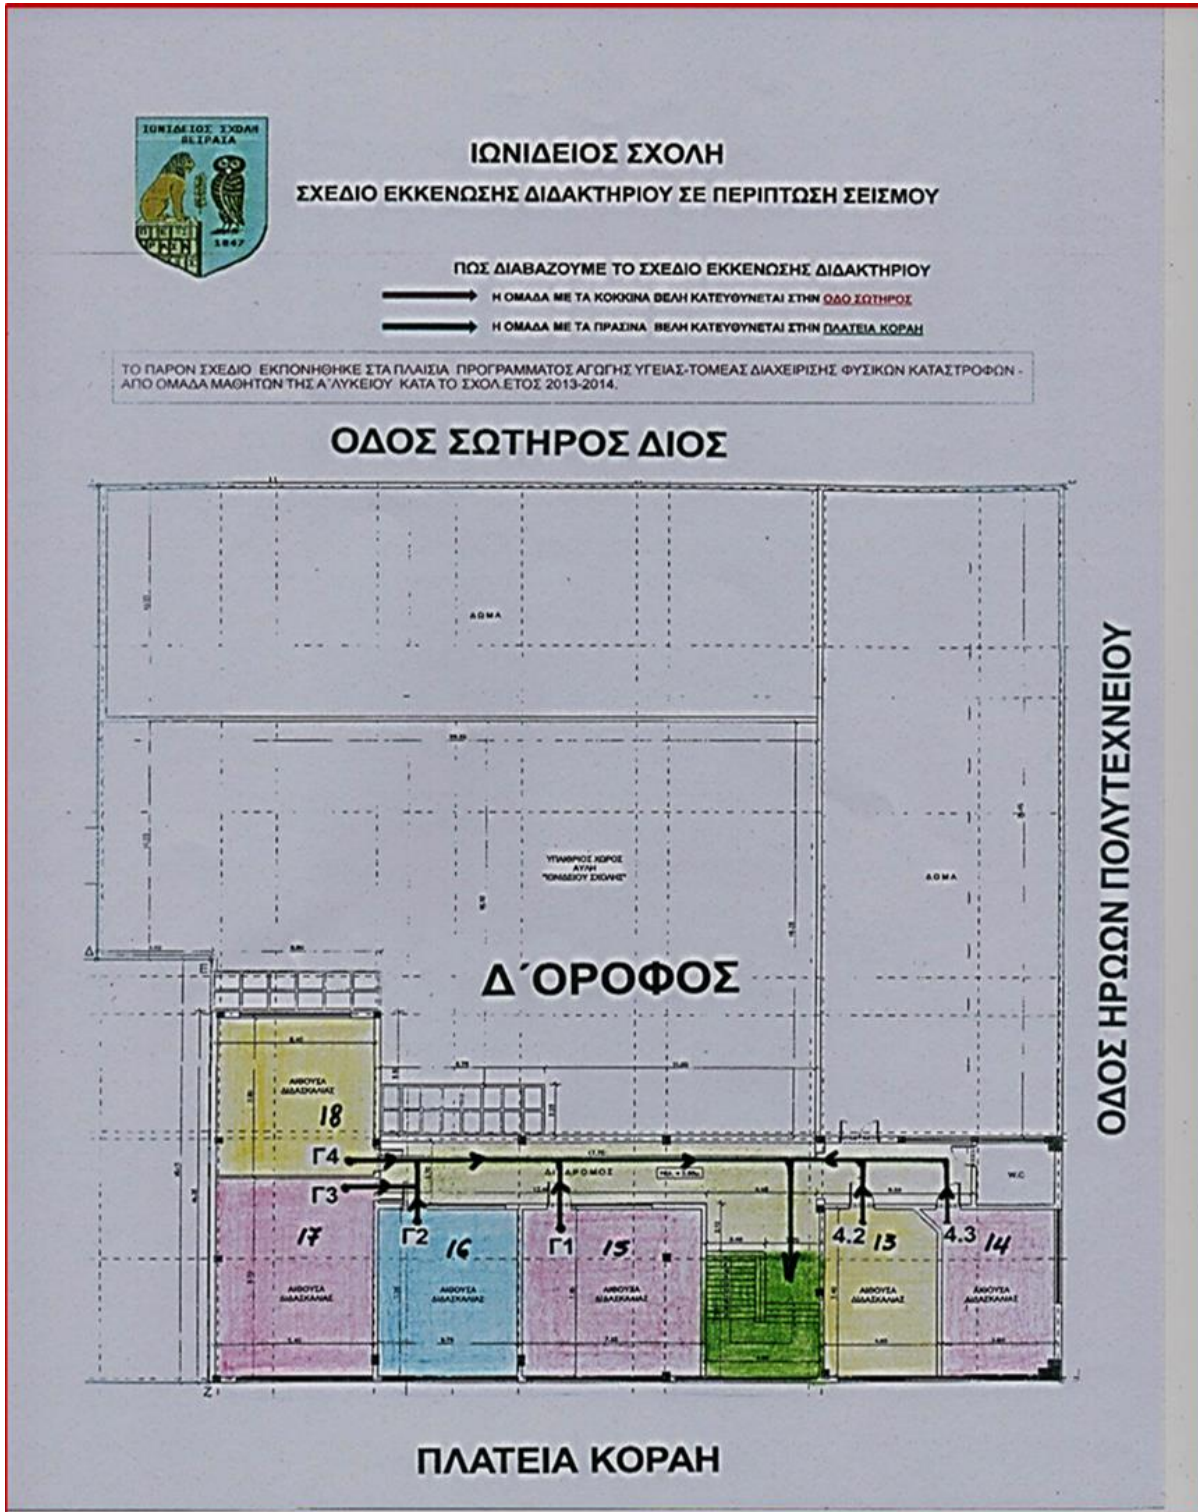 ΙΩΝΙΔΕΙΟΣ ΣΧΟΛΗ
ΠΕΙΡΑΙΑ
1847
ΙΩΝΙΔΕΙΟΣ ΣΧΟΛΗ
ΣΧΕΔΙΟ ΕΚΚΕΝΩΣΗΣ ΔΙΔΑΚΤΗΡΙΟΥ ΣΕ ΠΕΡΙΠΤΩΣΗ ΣΕΙΣΜΟΥ
ΠΩΣ ΔΙΑΒΑΖΟΥΜΕ ΤΟ ΣΧΕΔΙΟ ΕΚΚΕΝΩΣΗΣ ΔΙΔΑΚΤΗΡΙΟΥ
Η ΟΜΑΔΑ ΜΕ ΤΑ ΚΟΚΚΙΝΑ ΒΕΛΗ ΚΑΤΕΥΘΥΝΕΤΑΙ ΣΤΗΝ ΟΔΟ ΣΩΤΗΡΟΣ
Η ΟΜΑΔΑ ΜΕ ΤΑ ΠΡΑΣΙΝΑ ΒΕΛΗ ΚΑΤΕΥΘΥΝΕΤΑΙ ΣΤΗΝ ΠΛΑΤΕΙΑ ΚΟΡΑΗ
ΤΟ ΠΑΡΟΝ ΣΧΕΔΙΟ ΕΚΠΟΝΗΘΗΚΕ ΣΤΑ ΠΛΑΙΣΙΑ ΠΡΟΓΡΑΜΜΑΤΟΣ ΑΓΩΓΗΣ ΥΓΕΙΑΣ-ΤΟΜΕΑΣ ΔΙΑΧΕΙΡΙΣΗΣ ΦΥΣΙΚΩΝ ΚΑΤΑΣΤΡΟΦΩΝ -
ΑΠΟ ΟΜΑΔΑ ΜΑΘΗΤΩΝ ΤΗΣ Α΄ΛΥΚΕΙΟΥ ΚΑΤΑ ΤΟ ΣΧΟΛ.ΕΤΟΣ 2013-2014.
ΟΔΟΣ ΣΩΤΗΡΟΣ ΔΙΟΣ
ΔΩΜΑ
ΥΠΑΙΘΡΙΟΣ ΧΩΡΟΣ
ΑΥΛΗ
"ΙΩΝΙΔΕΙΟΥ ΣΧΟΛΗΣ"
ΔΩΜΑ
ΟΔΟΣ ΗΡΩΩΝ ΠΟΛΥΤΕΧΝΕΙΟΥ
Δ΄ΟΡΟΦΟΣ
Δ
Ε
ΑΙΘΟΥΣΑ
ΔΙΔΑΣΚΑΛΙΑΣ
18
Γ4
ΔΙΑΔΡΟΜΟΣ
W.C
Γ3
Γ2
Γ1
4.2
4.3
17
16
15
13
14
ΑΙΘΟΥΣΑ
ΔΙΔΑΣΚΑΛΙΑΣ
ΑΙΘΟΥΣΑ
ΔΙΔΑΣΚΑΛΙΑΣ
ΑΙΘΟΥΣΑ
ΔΙΔΑΣΚΑΛΙΑΣ
ΑΙΘΟΥΣΑ
ΔΙΔΑΣΚΑΛΙΑΣ
ΑΙΘΟΥΣΑ
ΔΙΔΑΣΚΑΛΙΑΣ
Ζ
ΠΛΑΤΕΙΑ ΚΟΡΑΗ